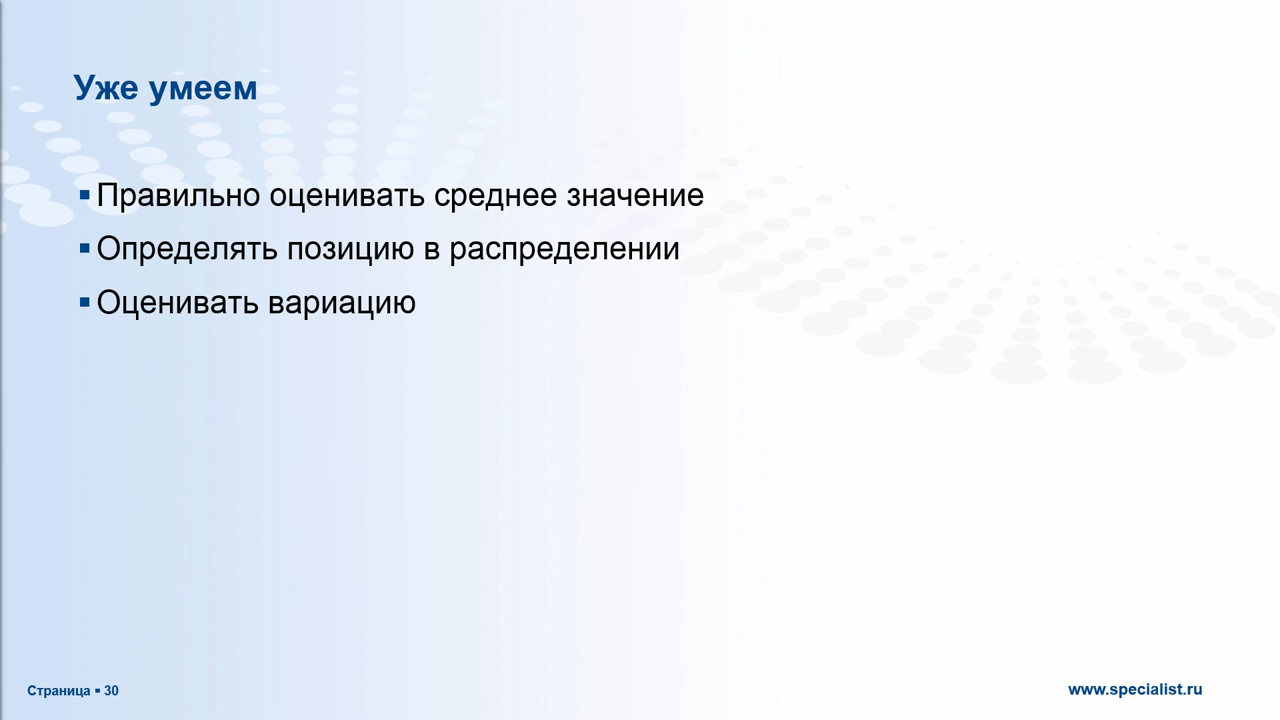 Уже умеем
▪ Правильно оценивать среднее значение
▪ Определять позицию в распределении
▪ Оценивать вариацию
Страница ▪ 30
www.specialist.ru